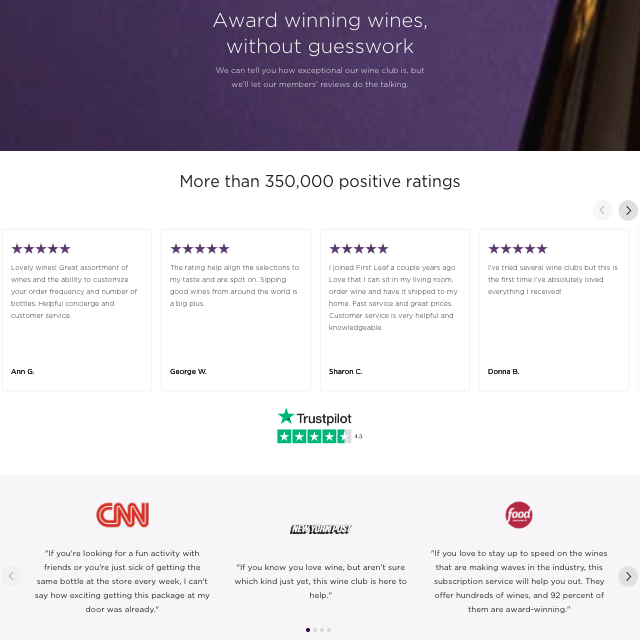 Award winning wines,
without guesswork
We can tell you how exceptional our wine club is, but
we'll let our members' reviews do the talking.
More than 350,000 positive ratings
Lovely wines! Great assortment of
wines and the ability to customize
your order frequency and number of
bottles. Helpful concierge and
customer service.
Ann G.
The rating help align the selections to
my taste and are spot on. Sipping
good wines from around the world is
a big plus.
George W.
I joined First Leaf a couple years ago.
Love that I can sit in my living room,
order wine and have it shipped to my
home. Fast service and great prices.
Customer service is very helpful and
knowledgeable.
Sharon C.
I've tried several wine clubs but this is
the first time I've absolutely loved
everything I received!
Donna B.
Trustpilot
4.5
CNN
"If you're looking for a fun activity with
friends or you're just sick of getting the
same bottle at the store every week, I can't
say how exciting getting this package at my
door was already."
NEW YORK POST
"If you know you love wine, but aren't sure
which kind just yet, this wine club is here to
help."
food
network
"If you love to stay up to speed on the wines
that are making waves in the industry, this
subscription service will help you out. They
offer hundreds of wines, and 92 percent of
them are award-winning."